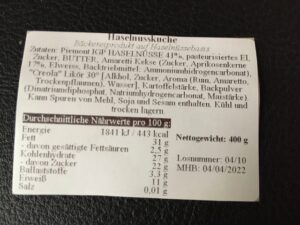 Haselnusskuche
Bäckereiprodukt auf Haselnüssebasis
Zutaten: Piemont IGP HASELNÜSSE 41%, pasteurisiertes EI,
Zucker, BUTTER, Amaretti Kekse (Zucker, Aprikosenkerne
17%, Eiweiss, Backtriebmittel: Ammoniumhydrogencarbonat),
"Creola" Likör 30° [Alkhol, Zucker, Aroma (Rum, Amaretto,
Trockenpflaumen), Wasser], Kartoffelstärke, Backpulver
(Dinatriumdiphosphat, Natriumhydrogencarbonat, Maisstärke)
Kann Spuren von Mehl, Soja und Sesam enthalten. Kühl und
trocken lagern
Durchschnittliche Nährwerte pro 100 g:
Energie 1841 kJ / 443 kcal
Fett 31 g
- davon gesättigte Fettsäuren 2,5 g
Kohlenhydrate 27 g
- davon Zucker 22 g
Ballaststoffe 3,3 g
Eiweiß 11 g
Salz 0,01 g
Nettogewicht: 400 g
Losnummer: 04/10
MHB: 04/04/2022